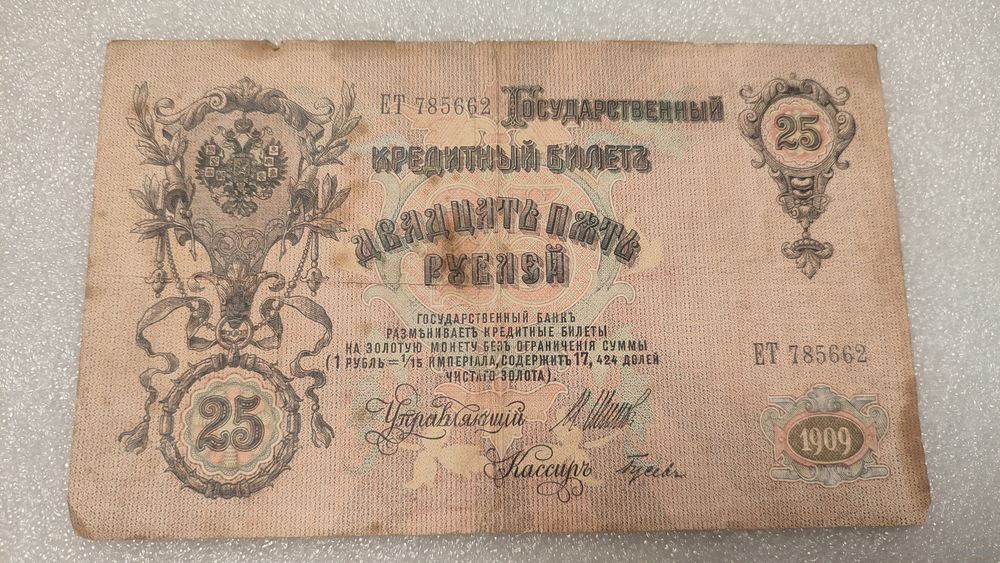 ЕТ 785662 Государственный
25
Кредитный Билетъ
Двадцать Пять
Рублей
ГОСУДАРСТВЕННЫЙ БАНКЪ
РАЗМѢНИВАЕТЪ КРЕДИТНЫЕ БИЛЕТЫ
НА ЗОЛОТУЮ МОНЕТУ БЕЗЪ ОГРАНИЧЕНІЯ СУММЫ
(1 РУБЛЬ = 1/15 ИМПЕРІАЛА, СОДЕРЖИТЪ 17, 424 ДОЛЕЙ
ЧИСТАГО ЗОЛОТА).
ЕТ 785662
25
Управляющій
Кассиръ
1909